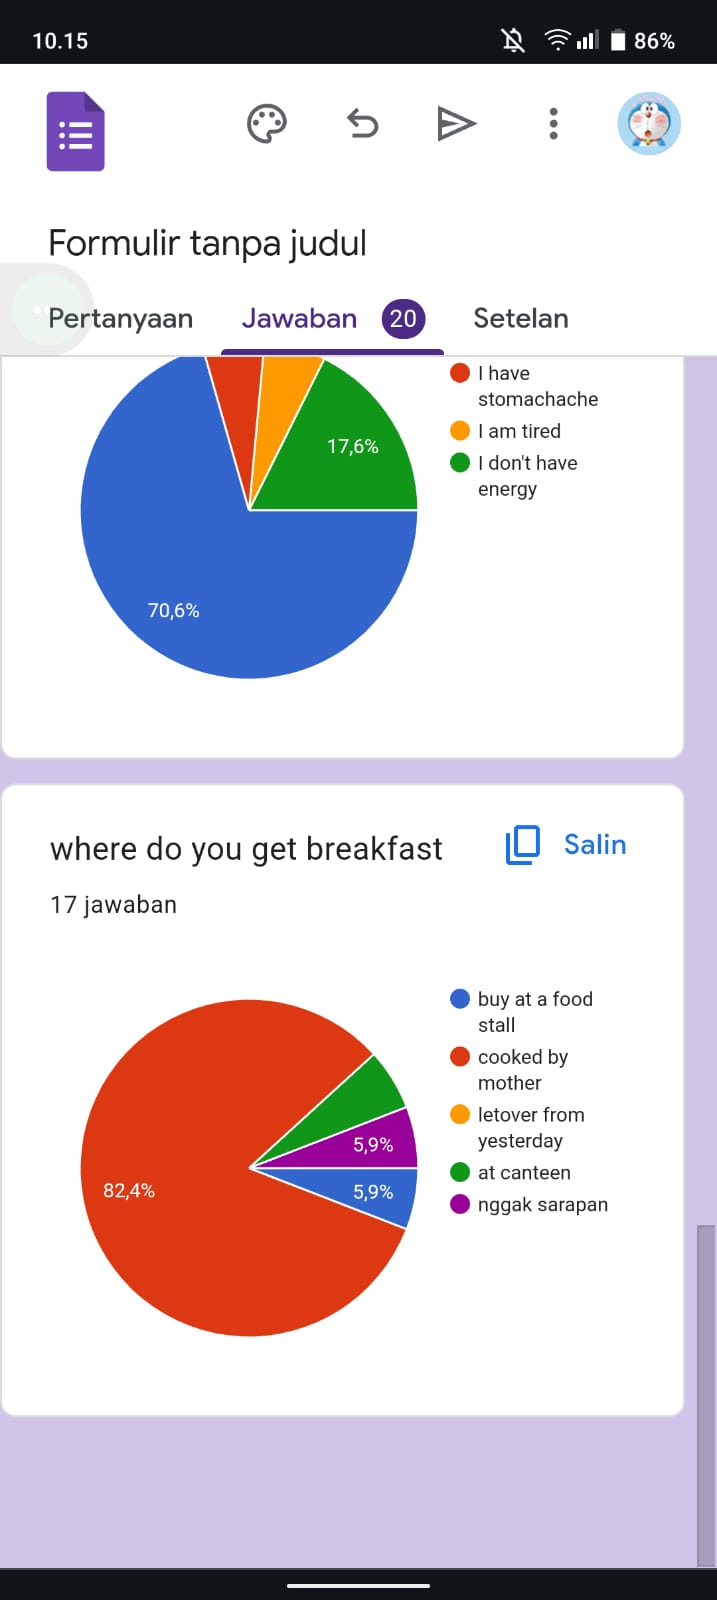 10.15
86%
Formulir tanpa judul
Pertanyaan
Jawaban 20
Setelan
I have
stomachache
I am tired
I don't have
energy
17,6%
70,6%
where do you get breakfast
Salin
17 jawaban
buy at a food
stall
cooked by
mother
letover from
yesterday
at canteen
nggak sarapan
5,9%
5,9%
82,4%